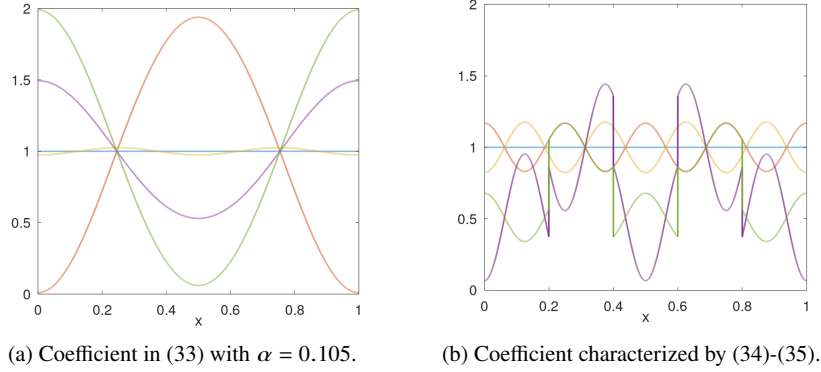 2
1.5
1
0.5
0
0 0.2 0.4 0.6 0.8 1
x
(a) Coefficient in (33) with α = 0.105.
2
1.5
1
0.5
0
0 0.2 0.4 0.6 0.8 1
x
(b) Coefficient characterized by (34)-(35).